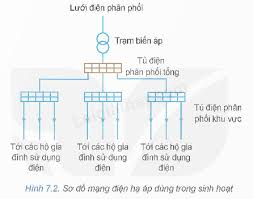 Lưới điện phân phối
Trạm biến áp
Tủ điện
phân phối tổng
Tủ điện phân
phối khu vực
Tới các hộ gia
đình sử dụng
điện
Tới các hộ gia
đình sử dụng
điện
Tới các hộ gia
đình sử dụng
điện
Hình 7.2. Sơ đồ mạng điện hạ áp dùng trong sinh hoạt